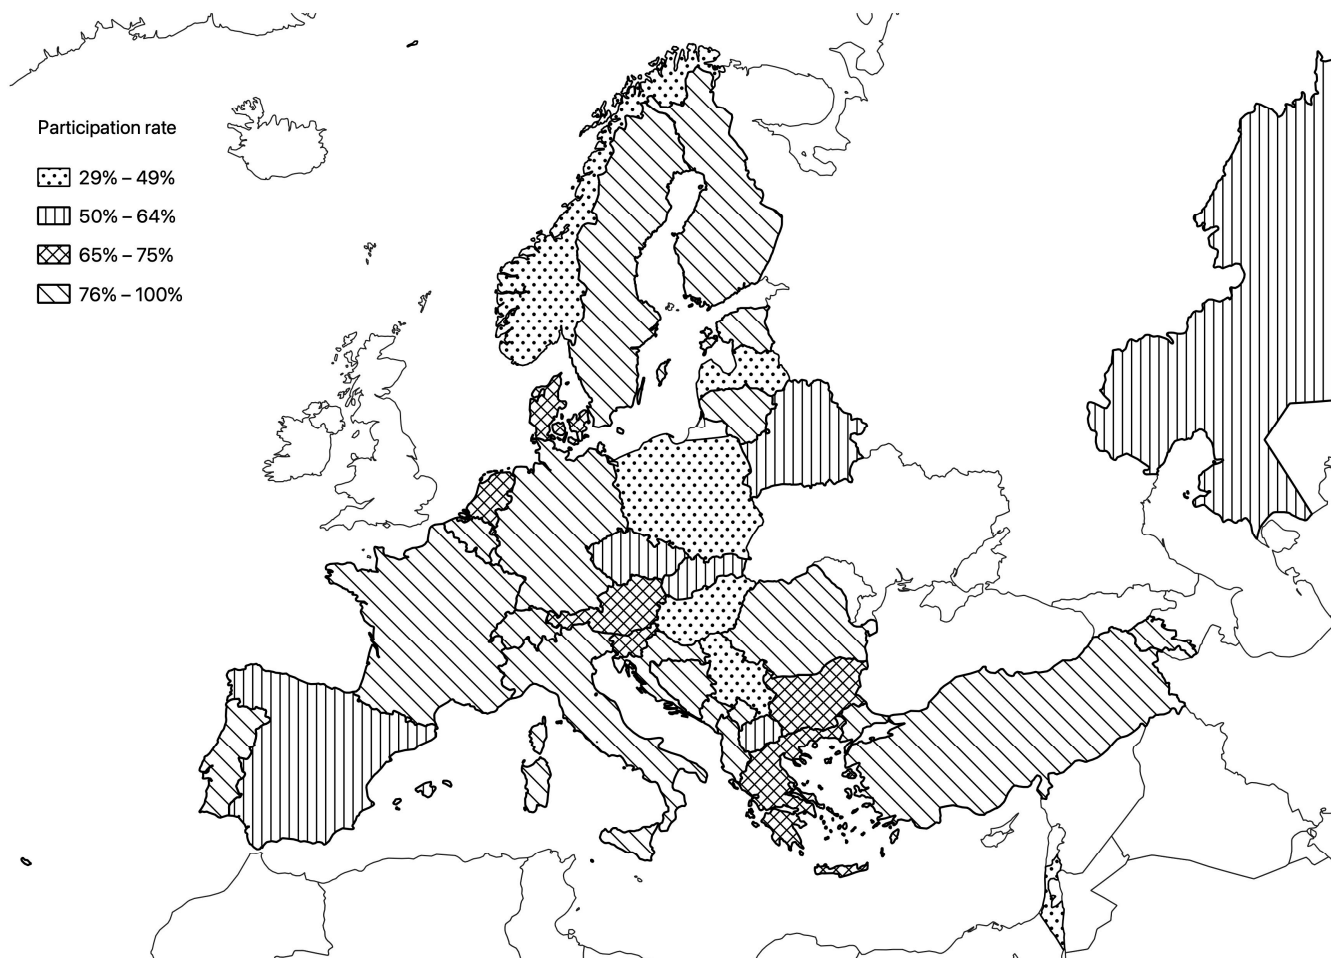 Participation rate
29% – 49%
50% – 64%
65% – 75%
76% – 100%